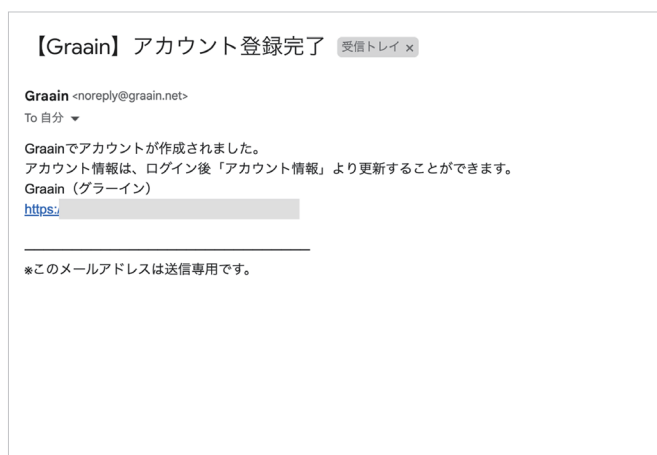 【Graain】アカウント登録完了 受信トレイ ×
Graain <noreply@graain.net>
To 自分
Graainでアカウントが作成されました。
アカウント情報は、ログイン後「アカウント情報」より更新することができます。
Graain（グラーイン）
https:/
※このメールアドレスは送信専用です。